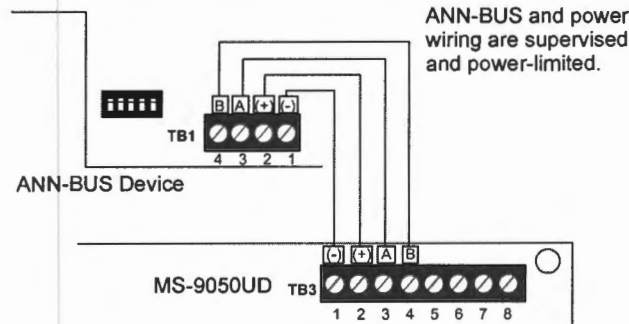 ANN-BUS and power
wiring are supervised
and power-limited.
B A (+) (-)
TB1
4 3 2 1
ANN-BUS Device
(-) (+) A B
MS-9050UD TB3
1 2 3 4 5 6 7 8